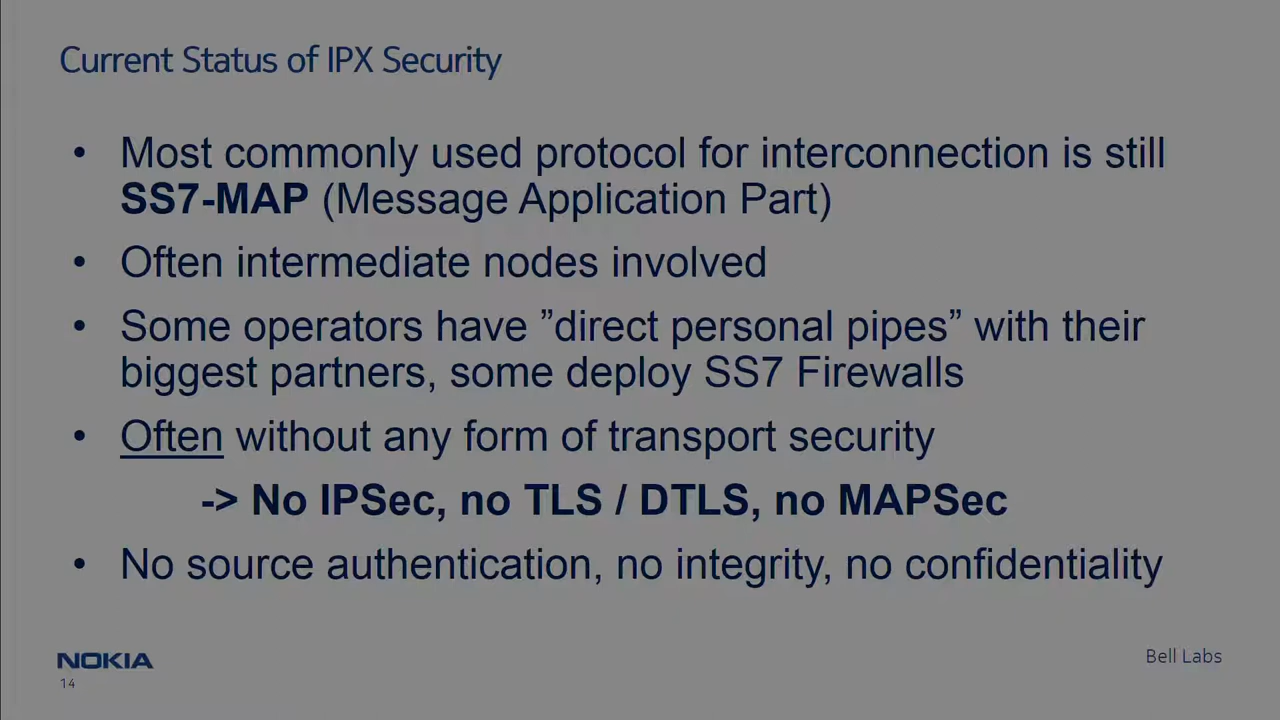 Current Status of IPX Security
• Most commonly used protocol for interconnection is still
SS7-MAP (Message Application Part)
• Often intermediate nodes involved
• Some operators have ”direct personal pipes” with their
biggest partners, some deploy SS7 Firewalls
• Often without any form of transport security
-> No IPSec, no TLS / DTLS, no MAPSec
• No source authentication, no integrity, no confidentiality
NOKIA
Bell Labs
14